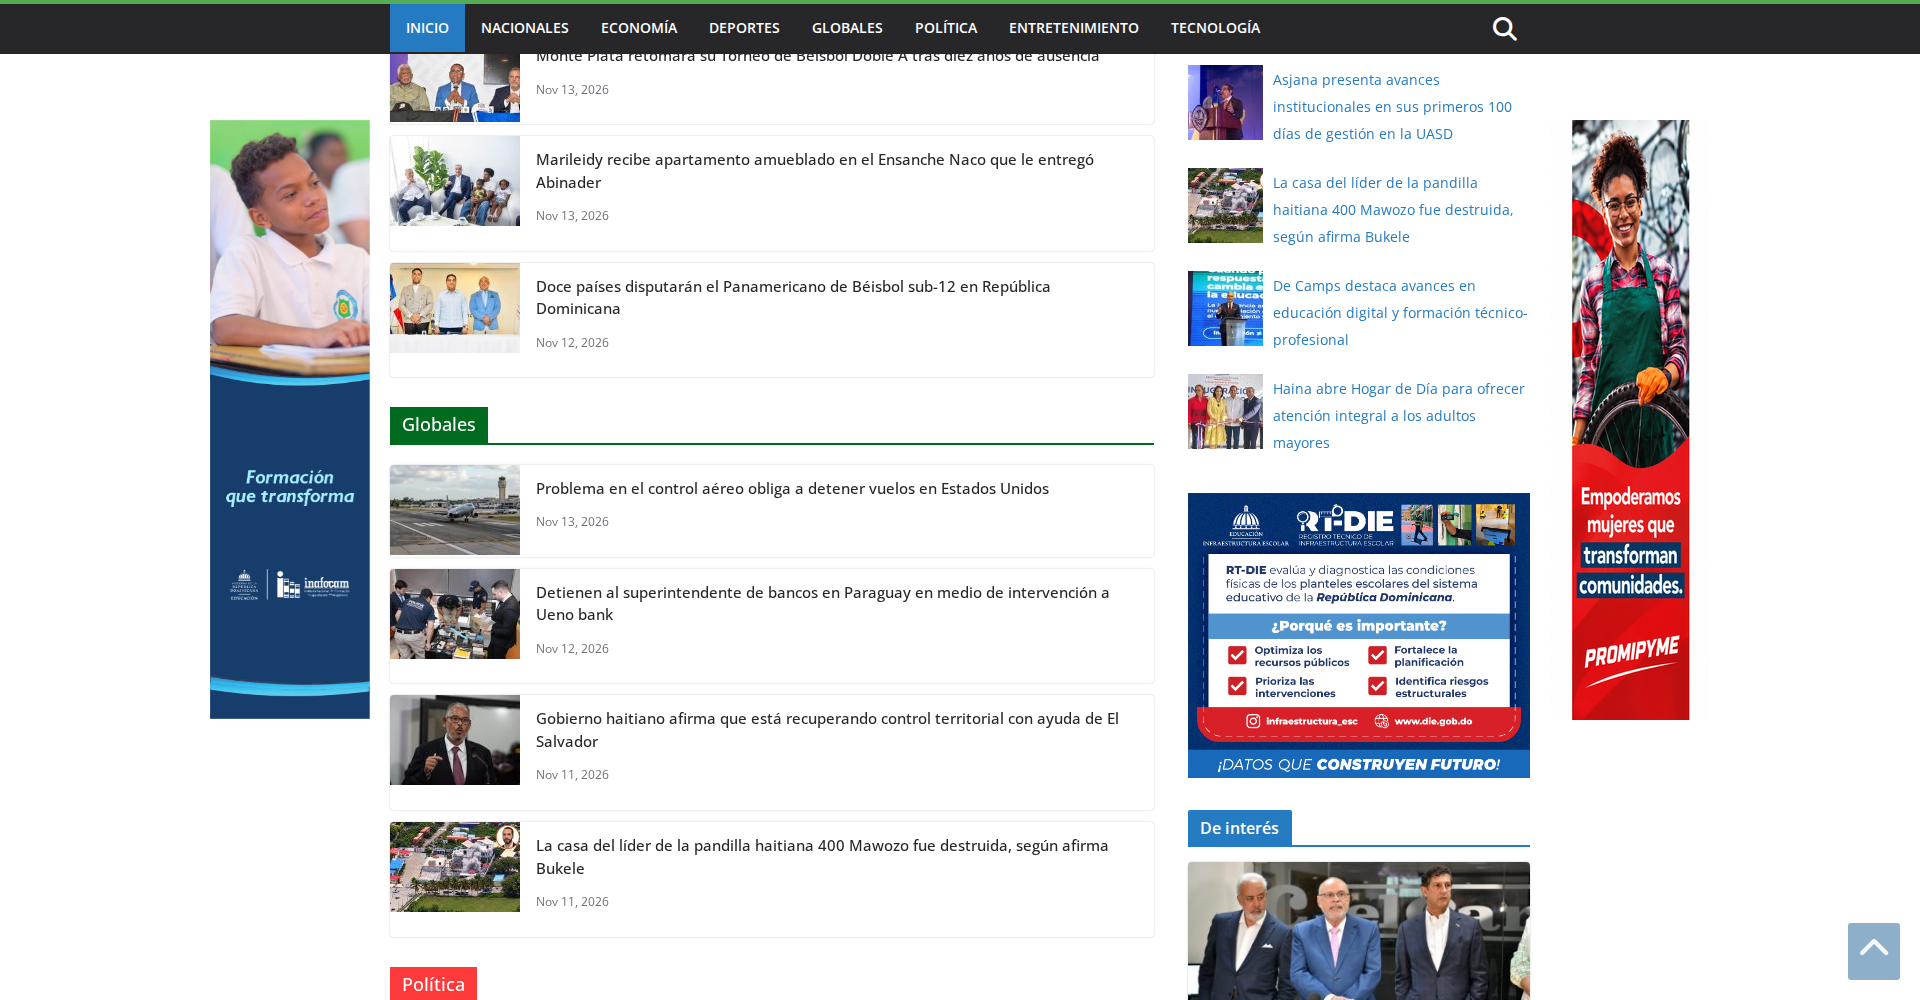 INICIO NACIONALES ECONOMÍA DEPORTES GLOBALES POLÍTICA ENTRETENIMIENTO TECNOLOGÍA
Monte Plata retomará su Torneo de Béisbol Doble A tras diez años de ausencia
Nov 13, 2026
Marileidy recibe apartamento amueblado en el Ensanche Naco que le entregó
Abinader
Nov 13, 2026
Doce países disputarán el Panamericano de Béisbol sub-12 en República
Dominicana
Nov 12, 2026
Globales
Problema en el control aéreo obliga a detener vuelos en Estados Unidos
Nov 13, 2026
Detienen al superintendente de bancos en Paraguay en medio de intervención a
Ueno bank
Nov 12, 2026
Gobierno haitiano afirma que está recuperando control territorial con ayuda de El
Salvador
Nov 11, 2026
La casa del líder de la pandilla haitiana 400 Mawozo fue destruida, según afirma
Bukele
Nov 11, 2026
Política
Asjana presenta avances
institucionales en sus primeros 100
días de gestión en la UASD
La casa del líder de la pandilla
haitiana 400 Mawozo fue destruida,
según afirma Bukele
De Camps destaca avances en
educación digital y formación técnico-
profesional
Haina abre Hogar de Día para ofrecer
atención integral a los adultos
mayores
EDUCACIÓN
INFRAESTRUCTURA ESCOLAR
RT-DIE
REGISTRO TÉCNICO DE
INFRAESTRUCTURA ESCOLAR
RT-DIE evalúa y diagnostica las condiciones
físicas de los planteles escolares del sistema
educativo de la República Dominicana.
¿Porqué es importante?
Optimiza los
recursos públicos
Fortalece la
planificación
Prioriza las
intervenciones
Identifica riesgos
estructurales
infraestructura_esc www.die.gob.do
¡DATOS QUE CONSTRUYEN FUTURO!
De interés
Formación
que transforma
EDUCACIÓN
inafocam
Empoderamos
mujeres que
transforman
comunidades.
PROMIPYME